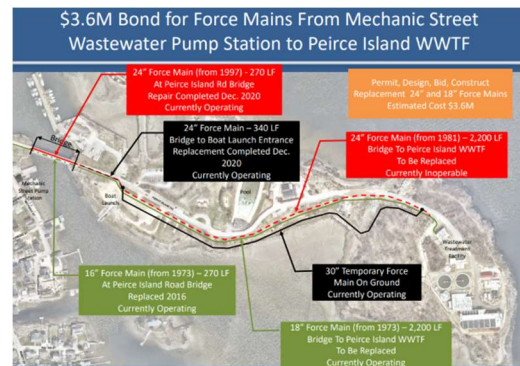 $3.6M Bond for Force Mains From Mechanic Street
Wastewater Pump Station to Peirce Island WWTF
24” Force Main (from 1997) - 270 LF
At Peirce Island Rd Bridge
Repair Completed Dec. 2020
Currently Operating
Permit, Design, Bid, Construct
Replacement 24” and 18” Force Mains
Estimated Cost $3.6M
24” Force Main – 340 LF
Bridge to Boat Launch Entrance
Replacement Completed Dec.
2020
Currently Operating
24” Force Main (from 1981) – 2,200 LF
Bridge To Peirce Island WWTF
To Be Replaced
Currently Inoperable
Bridge
Mechanic
Street Pump
Station
Boat
Launch
Pool
Wastewater
Treatment
Facility
16” Force Main (from 1973) – 270 LF
At Peirce Island Road Bridge
Replaced 2016
Currently Operating
30” Temporary Force
Main On Ground
Currently Operating
18” Force Main (from 1973) – 2,200 LF
Bridge To Peirce Island WWTF
To Be Replaced
Currently Operating